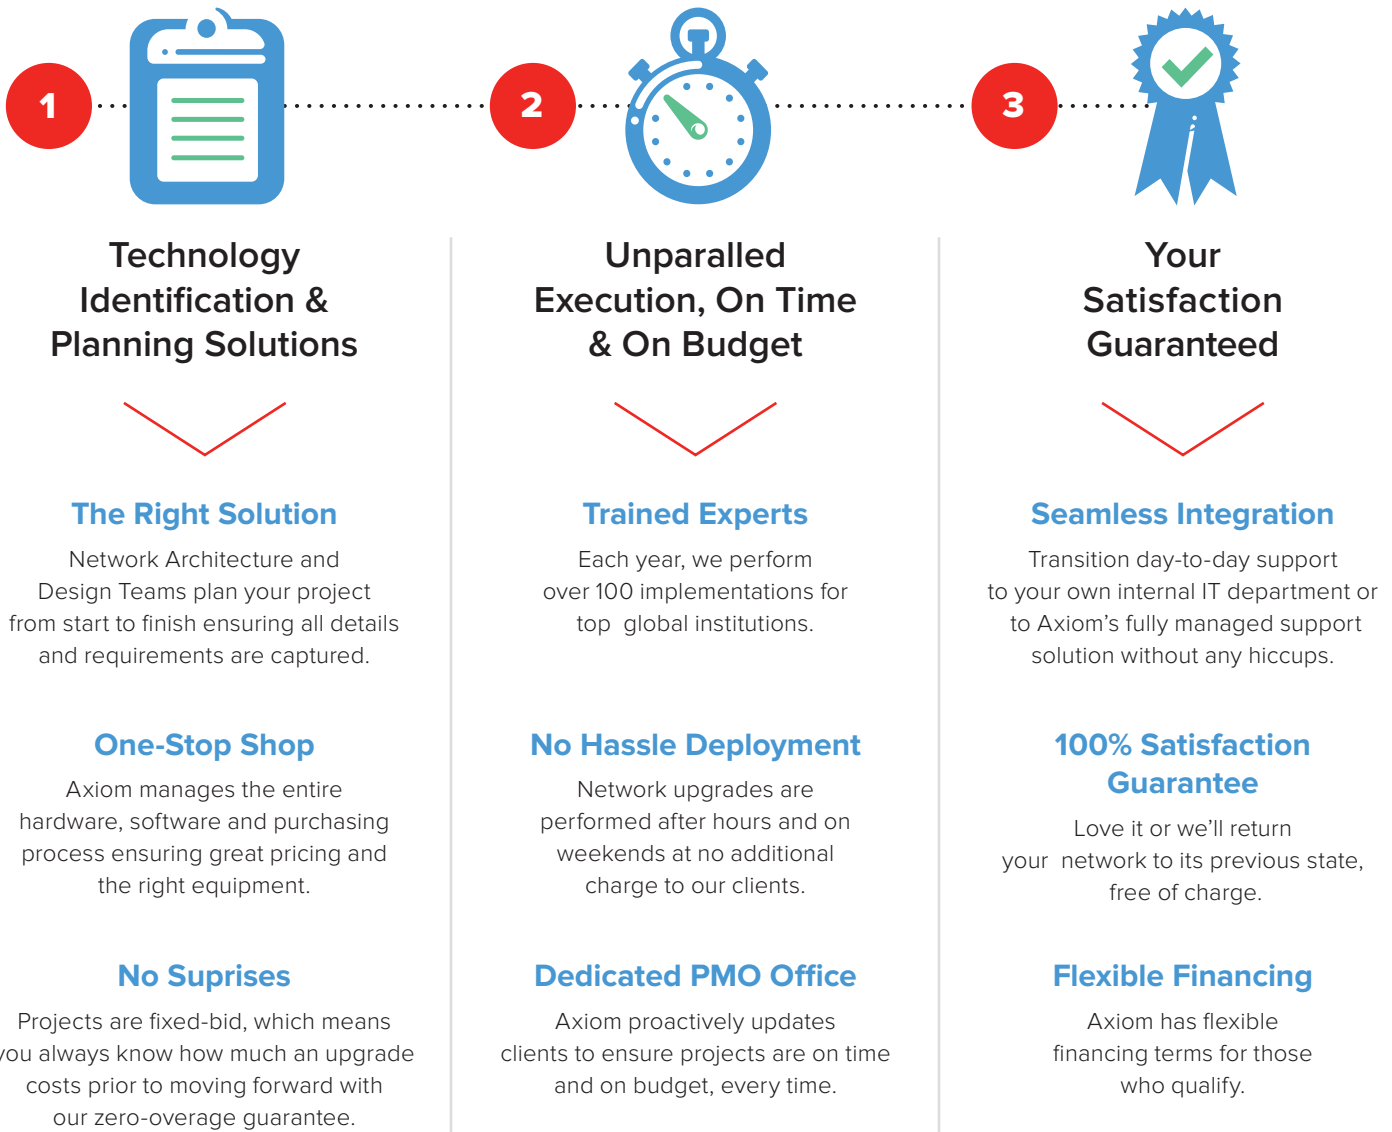 1
Technology
Identification &
Planning Solutions
The Right Solution
Network Architecture and
Design Teams plan your project
from start to finish ensuring all details
and requirements are captured.
One-Stop Shop
Axiom manages the entire
hardware, software and purchasing
process ensuring great pricing and
the right equipment.
No Suprises
Projects are fixed-bid, which means
you always know how much an upgrade
costs prior to moving forward with
our zero-overage guarantee.
2
Unparalled
Execution, On Time
& On Budget
Trained Experts
Each year, we perform
over 100 implementations for
top global institutions.
No Hassle Deployment
Network upgrades are
performed after hours and on
weekends at no additional
charge to our clients.
Dedicated PMO Office
Axiom proactively updates
clients to ensure projects are on time
and on budget, every time.
3
Your
Satisfaction
Guaranteed
Seamless Integration
Transition day-to-day support
to your own internal IT department or
to Axiom’s fully managed support
solution without any hiccups.
100% Satisfaction
Guarantee
Love it or we’ll return
your network to its previous state,
free of charge.
Flexible Financing
Axiom has flexible
financing terms for those
who qualify.